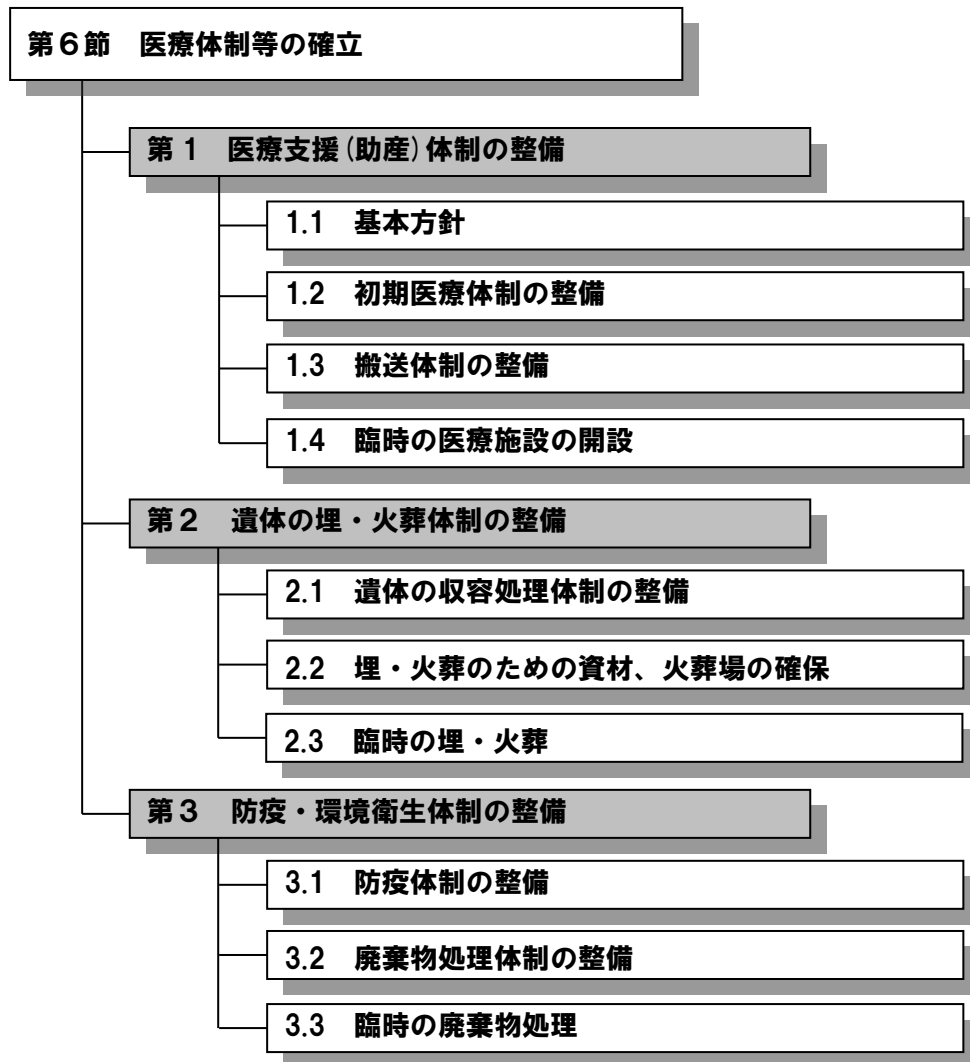 第６節　医療体制等の確立
第１　医療支援(助産)体制の整備
1.1　基本方針
1.2　初期医療体制の整備
1.3　搬送体制の整備
1.4　臨時の医療施設の開設
第２　遺体の埋・火葬体制の整備
2.1　遺体の収容処理体制の整備
2.2　埋・火葬のための資材、火葬場の確保
2.3　臨時の埋・火葬
第３　防疫・環境衛生体制の整備
3.1　防疫体制の整備
3.2　廃棄物処理体制の整備
3.3　臨時の廃棄物処理